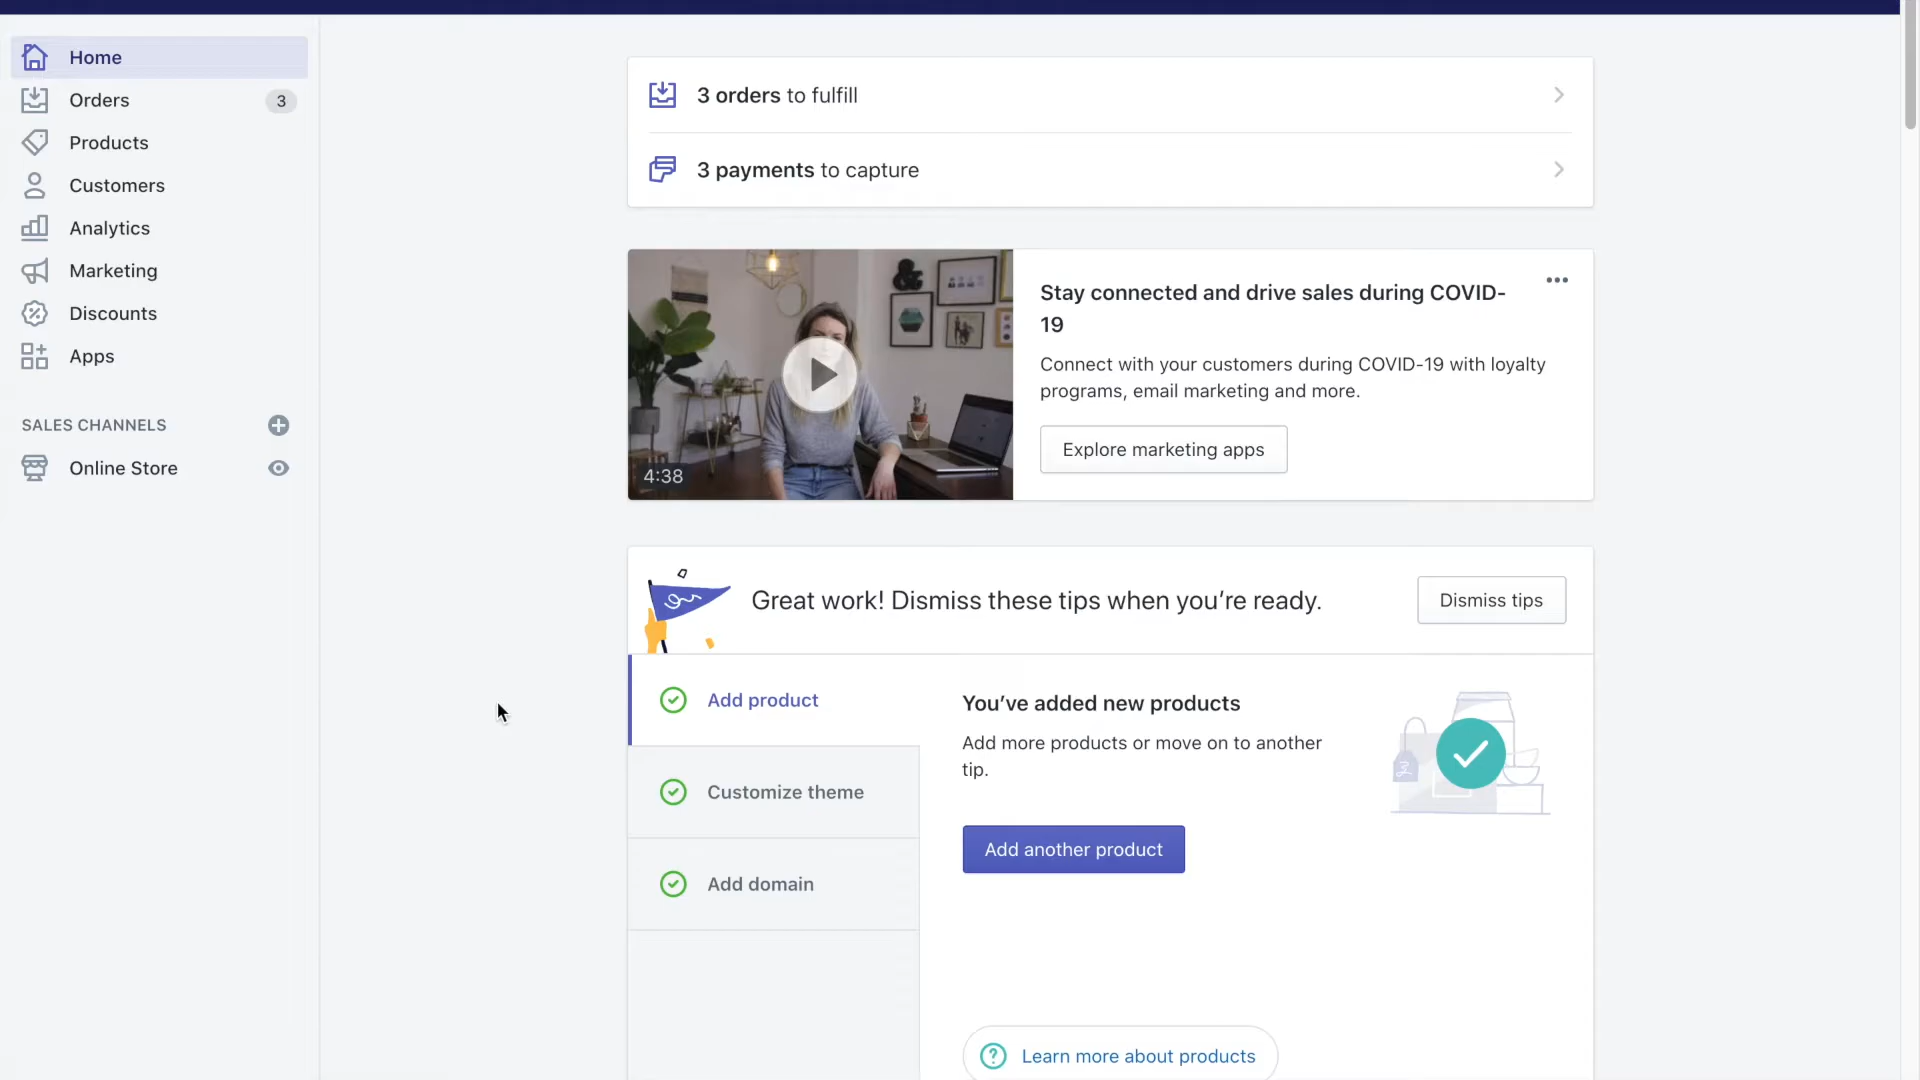 Home
Orders 3
Products
Customers
Analytics
Marketing
Discounts
Apps
SALES CHANNELS
Online Store
3 orders to fulfill
3 payments to capture
4:38
Stay connected and drive sales during COVID-
19
Connect with your customers during COVID-19 with loyalty
programs, email marketing and more.
Explore marketing apps
Great work! Dismiss these tips when you’re ready.
Dismiss tips
Add product
Customize theme
Add domain
You’ve added new products
Add more products or move on to another
tip.
Add another product
Learn more about products